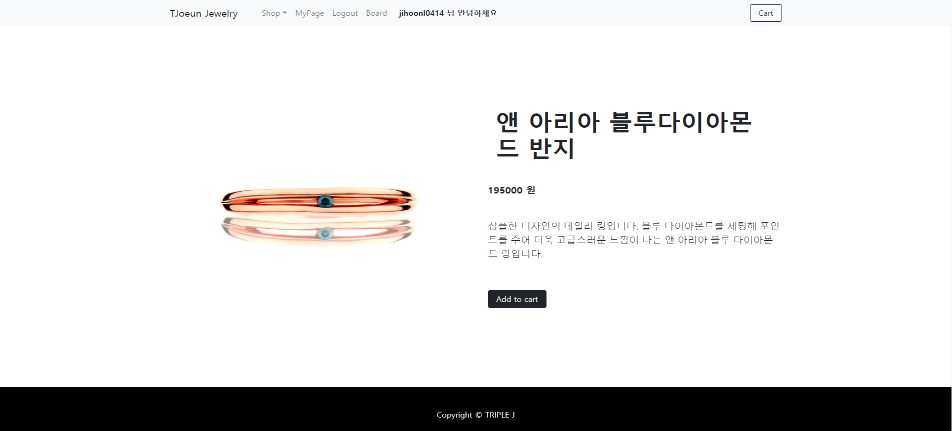 TJoeun Jewelry Shop MyPage Logout Board jihoonl0414 님 안녕하세요 Cart
앤 아리아 블루다이아몬
드 반지
195000 원
심플한 디자인의 데일리 링입니다. 블루 다이아몬드를 세팅해 포인
트를 주어 더욱 고급스러운 느낌이 나는 앤 아리아 블루 다이아몬
드 링입니다.
Add to cart
Copyright © TRIPLE J